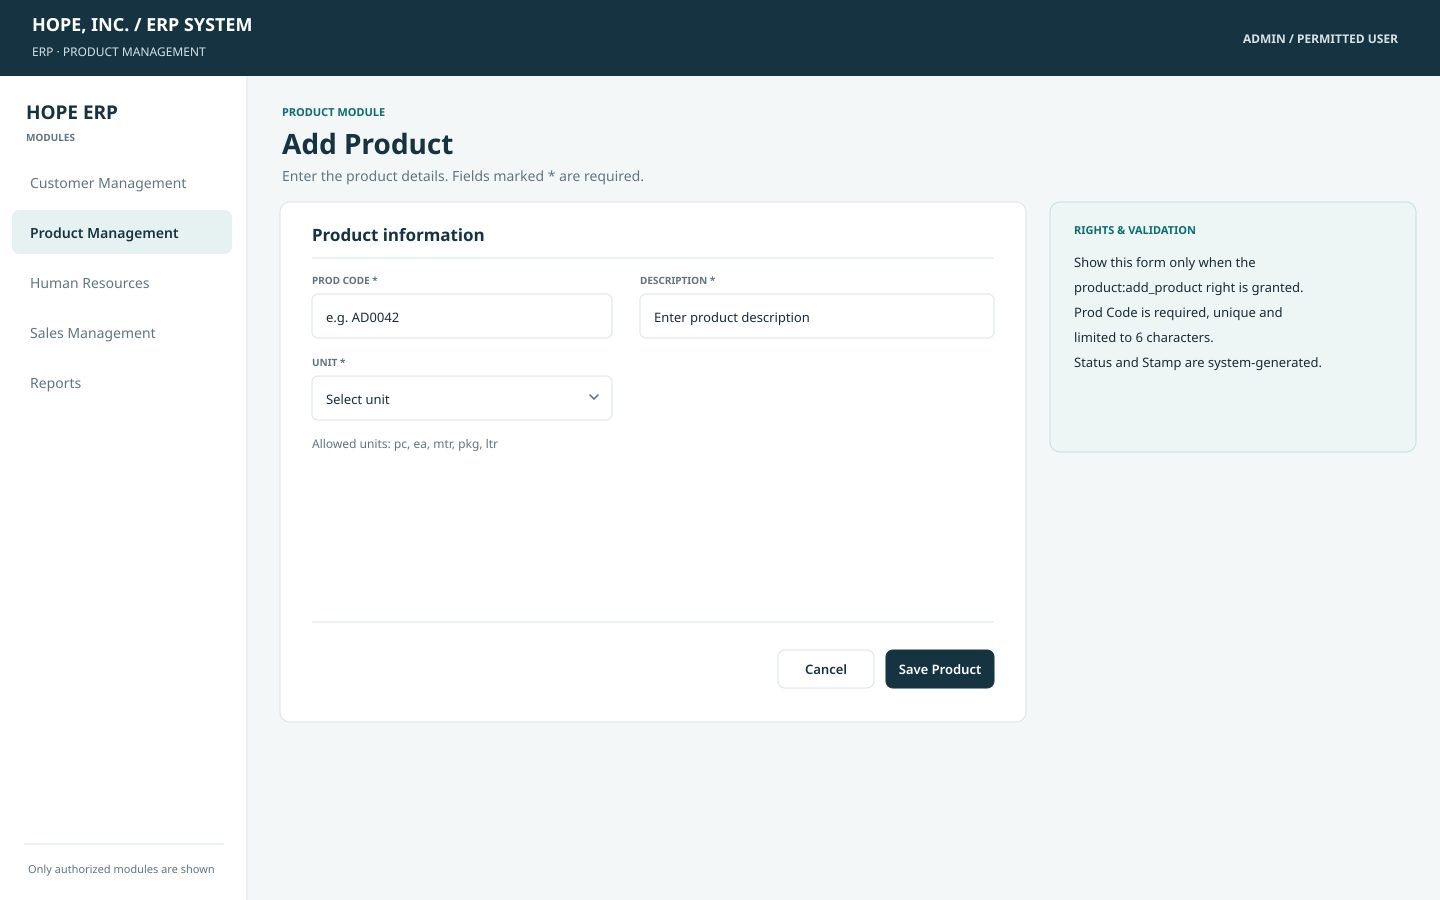 HOPE, INC. / ERP SYSTEM
ERP · PRODUCT MANAGEMENT
ADMIN / PERMITTED USER
HOPE ERP
MODULES
Customer Management
Product Management
Human Resources
Sales Management
Reports
Only authorized modules are shown
PRODUCT MODULE
Add Product
Enter the product details. Fields marked * are required.
Product information
PROD CODE *
DESCRIPTION *
e.g. AD0042
Enter product description
UNIT *
Select unit
Allowed units: pc, ea, mtr, pkg, ltr
Cancel
Save Product
RIGHTS & VALIDATION
Show this form only when the
product:add_product right is granted.
Prod Code is required, unique and
limited to 6 characters.
Status and Stamp are system-generated.